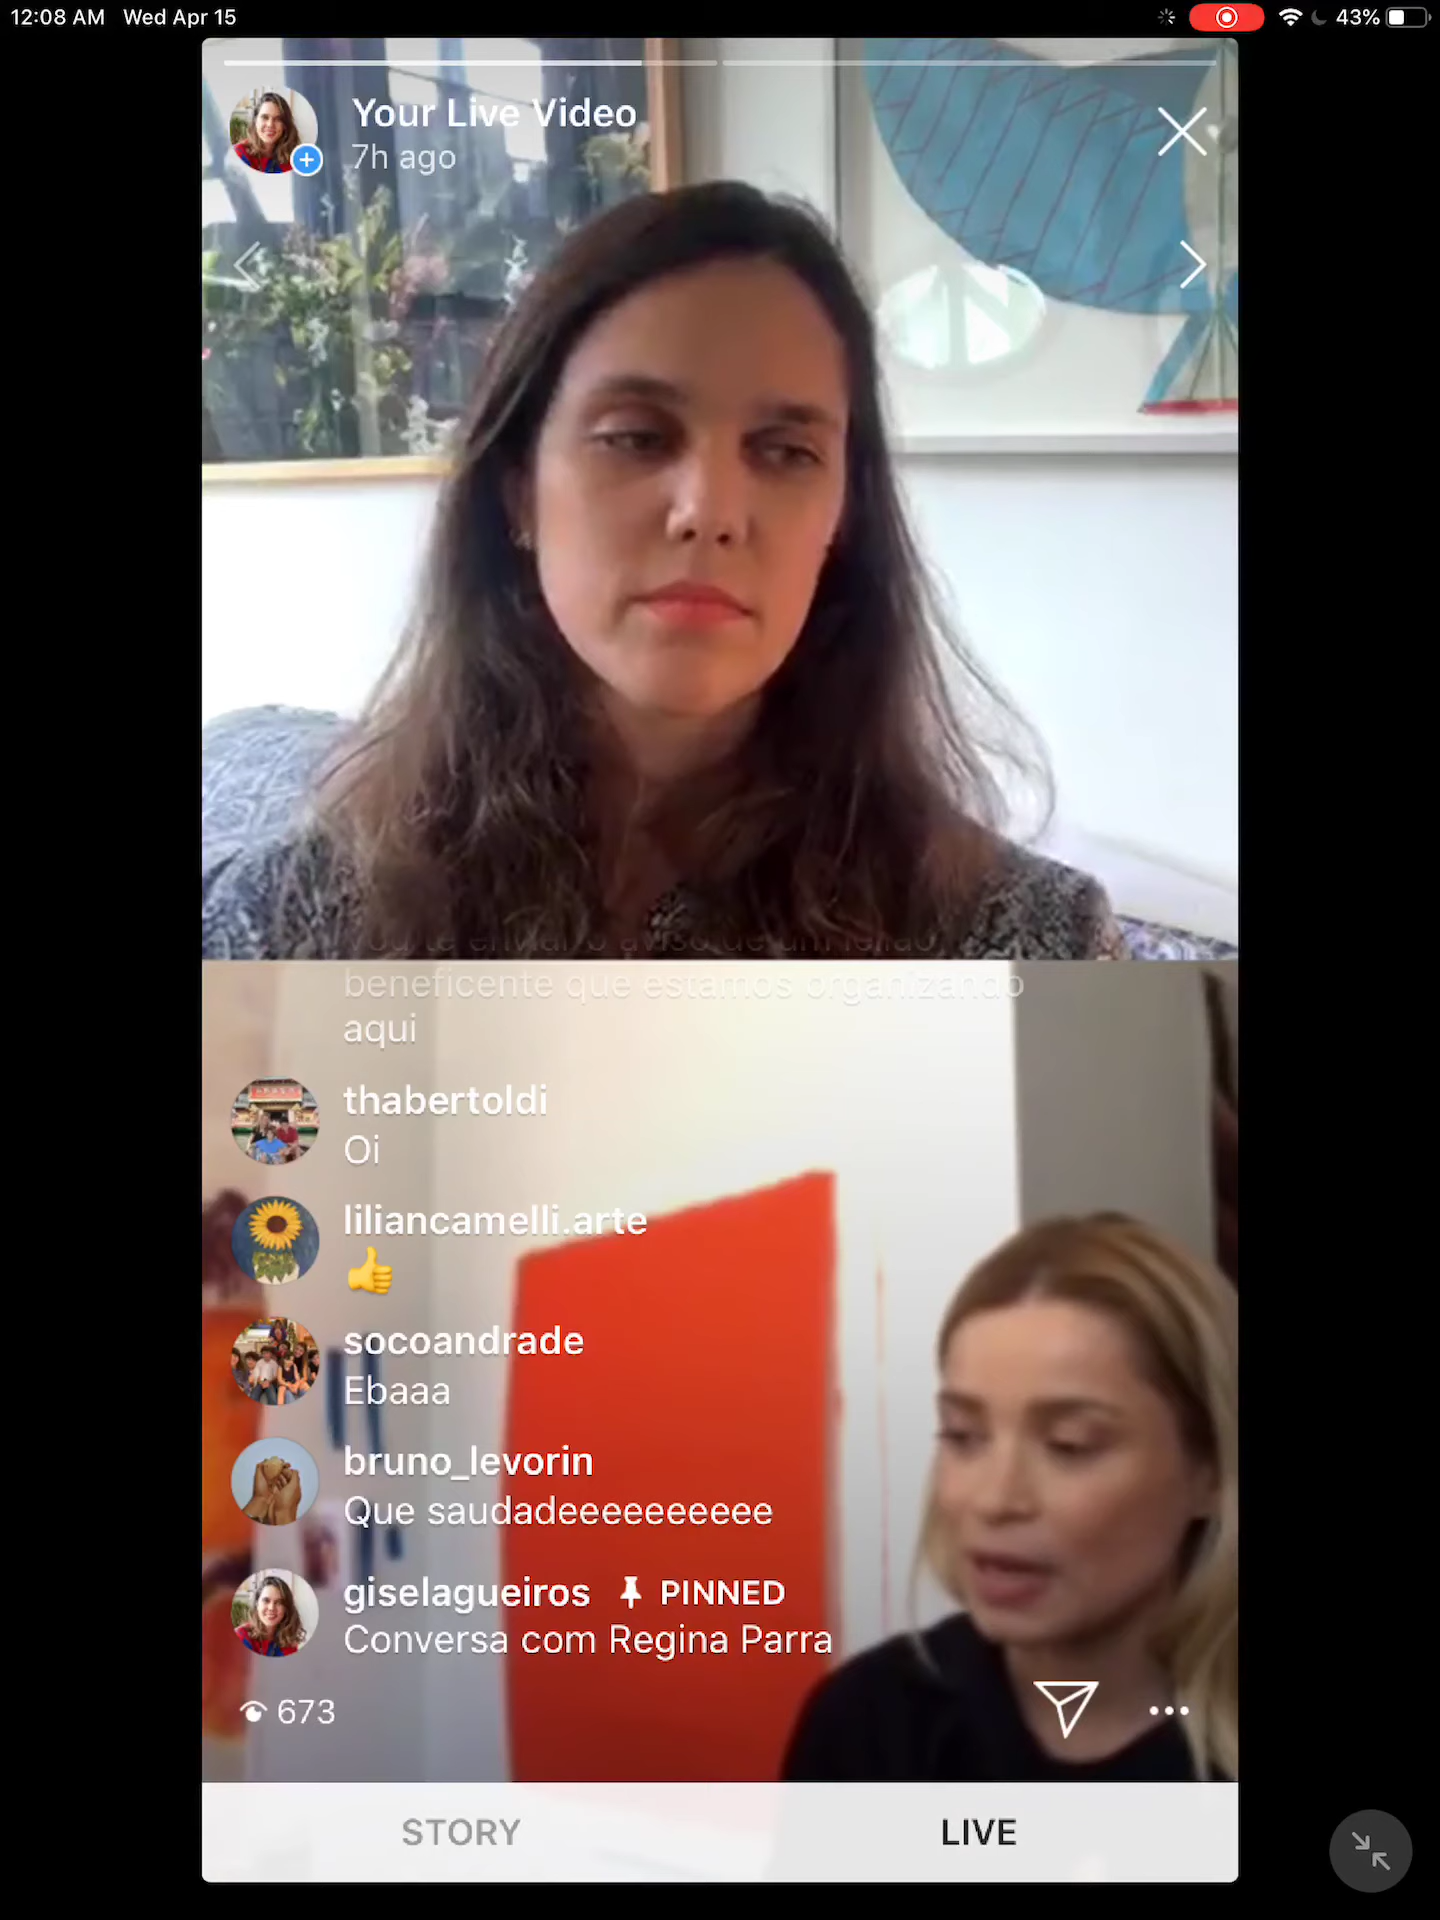 12:08 AM Wed Apr 15
43%
Your Live Video
7h ago
beneficente que estamos organizando
aqui
thabertoldi
Oi
liliancamelli.arte
👍
socoandrade
Ebaaa
bruno_levorin
Que saudadeeeeeeeeee
giselagueiros PINNED
Conversa com Regina Parra
673
STORY LIVE